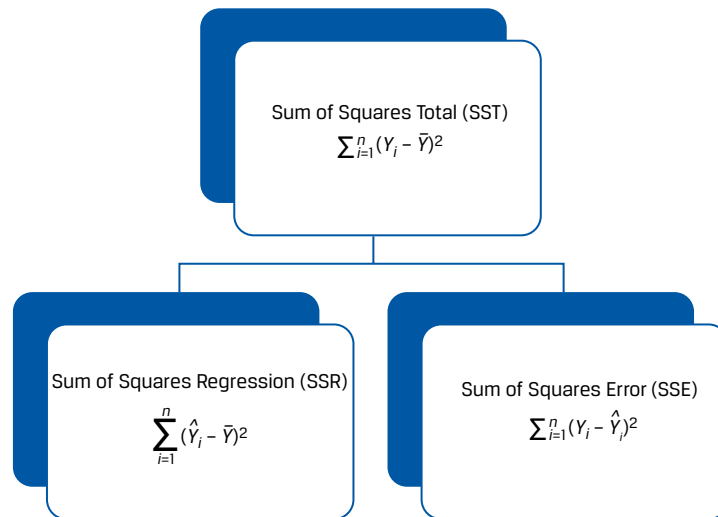 Sum of Squares Total (SST)
∑ⁿᵢ₌₁(Yᵢ – Ȳ)²
Sum of Squares Regression (SSR)
n
∑ (Ŷᵢ – Ȳ)²
i=1
Sum of Squares Error (SSE)
∑ⁿᵢ₌₁(Yᵢ – Ŷᵢ)²